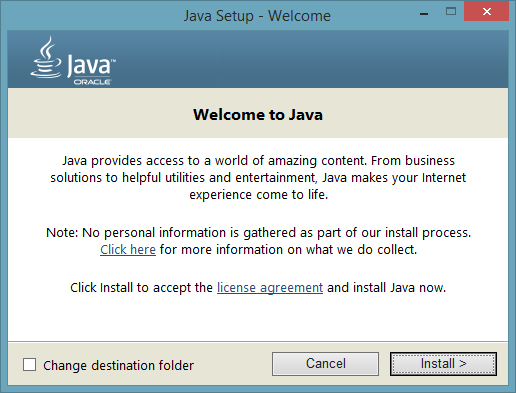 Java Setup - Welcome
Java™
ORACLE
Welcome to Java
Java provides access to a world of amazing content. From business
solutions to helpful utilities and entertainment, Java makes your Internet
experience come to life.
Note: No personal information is gathered as part of our install process.
Click here for more information on what we do collect.
Click Install to accept the license agreement and install Java now.
Change destination folder
Cancel
Install >